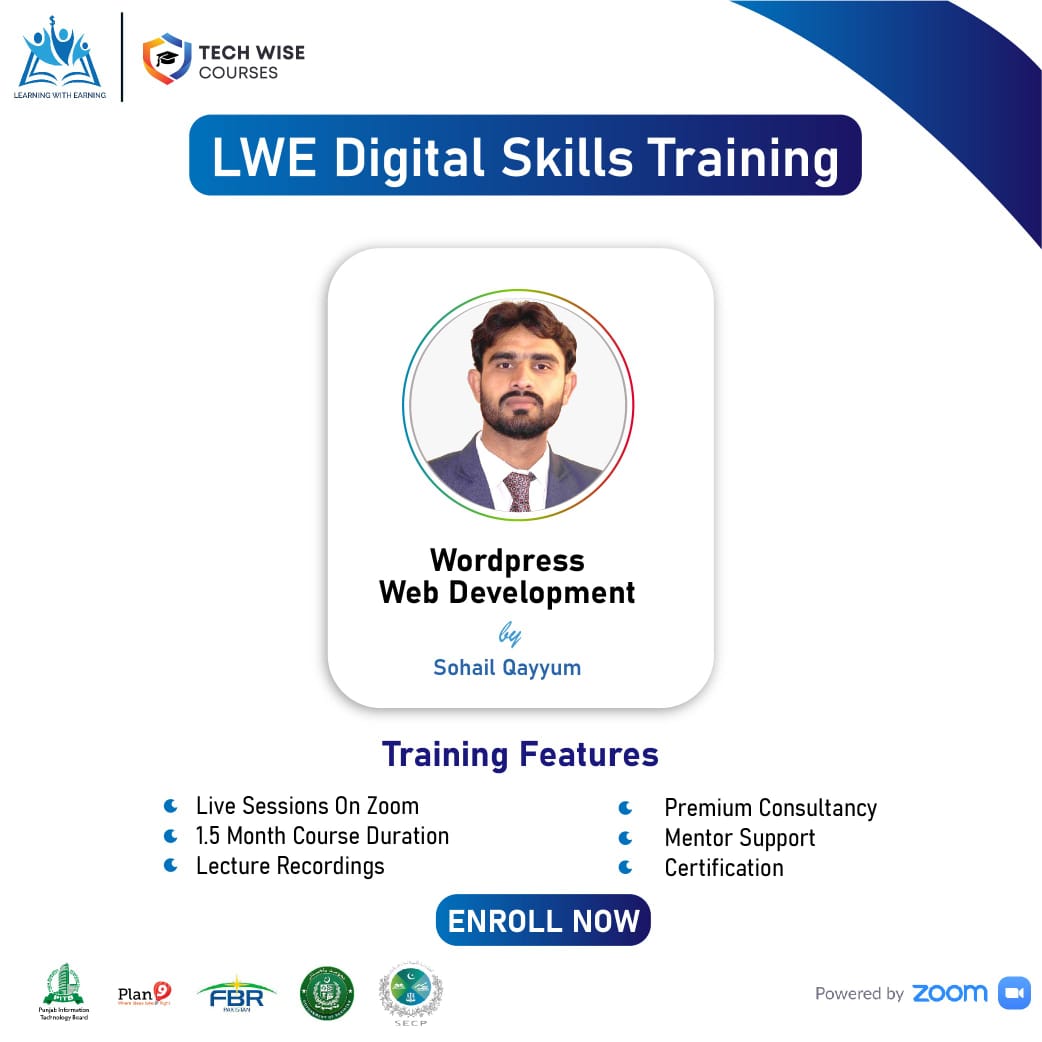 LEARNING WITH EARNING
TECH WISE
COURSES
LWE Digital Skills Training
Wordpress
Web Development
by
Sohail Qayyum
Training Features
Live Sessions On Zoom
1.5 Month Course Duration
Lecture Recordings
Premium Consultancy
Mentor Support
Certification
ENROLL NOW
PITB
Punjab Information
Technology Board
Plan9
FBR
PAKISTAN
SECP
Powered by zoom